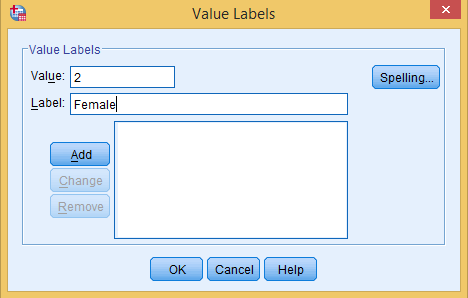 Value Labels
Value Labels
Value: 2
Spelling...
Label: Female
Add
Change
Remove
OK Cancel Help